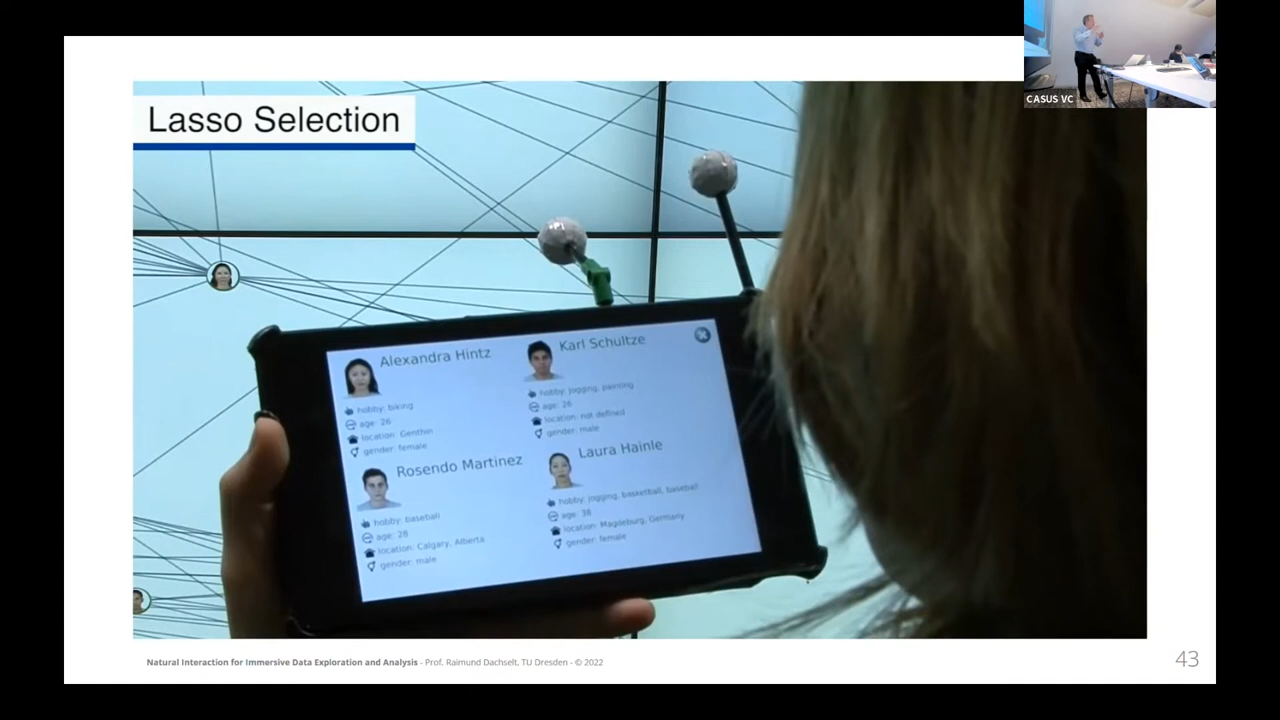 CASUS VC
Lasso Selection
Alexandra Hintz
hobby: biking
age: 26
location: Genthin
gender: female
Karl Schultze
hobby: jogging, painting
age: 26
location: not defined
gender: male
Rosendo Martinez
hobby: baseball
age: 28
location: Calgary, Alberta
gender: male
Laura Hainle
hobby: jogging, basketball, baseball
age: 38
location: Magdeburg, Germany
gender: female
Natural Interaction for Immersive Data Exploration and Analysis - Prof. Raimund Dachselt, TU Dresden - © 2022
43